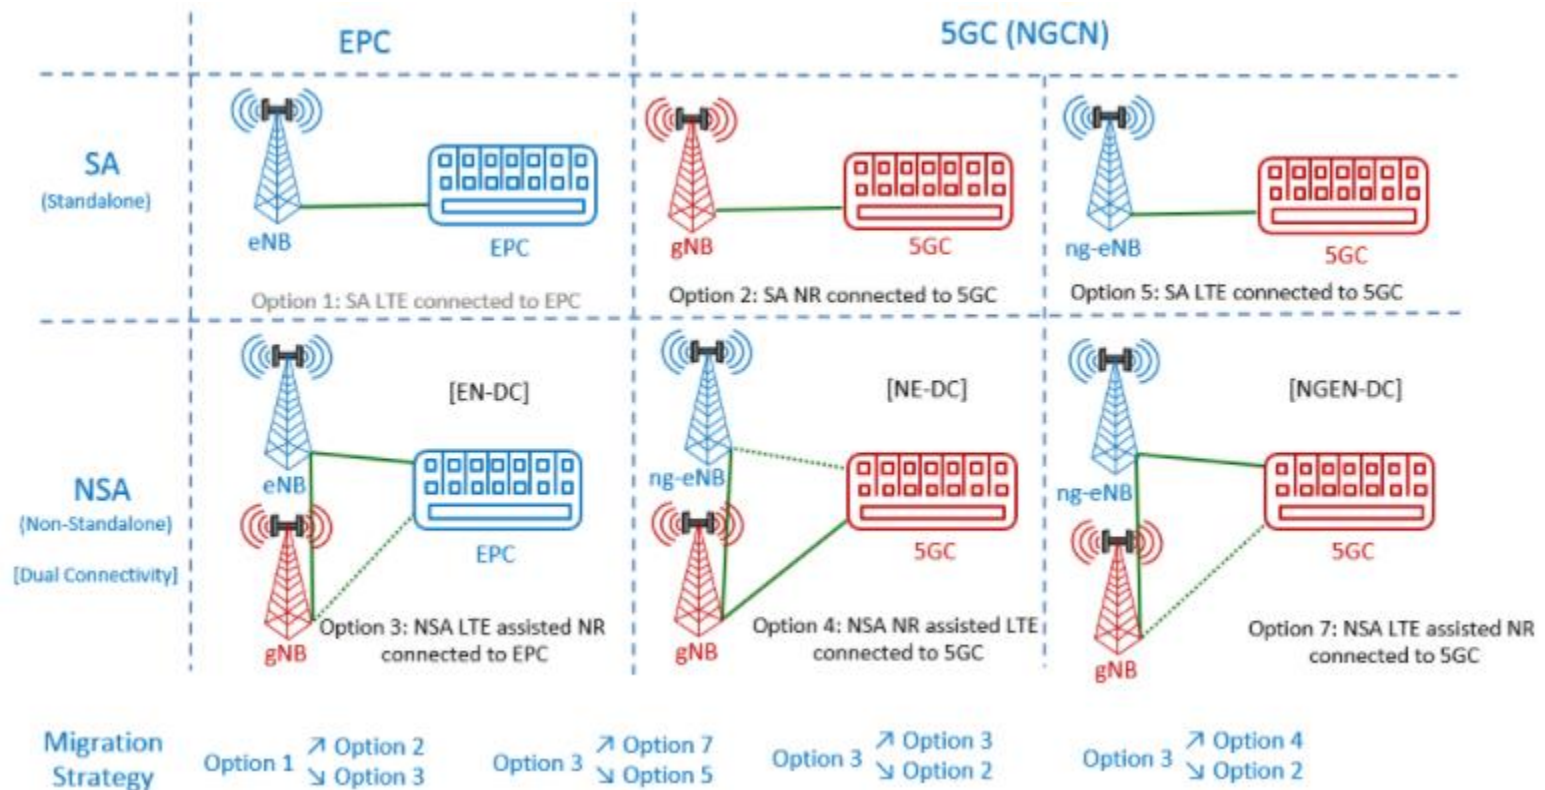 EPC
5GC (NGCN)
SA
(Standalone)
eNB
EPC
Option 1: SA LTE connected to EPC
gNB
5GC
Option 2: SA NR connected to 5GC
ng-eNB
5GC
Option 5: SA LTE connected to 5GC
NSA
(Non-Standalone)
[Dual Connectivity]
[EN-DC]
eNB
EPC
gNB
Option 3: NSA LTE assisted NR
connected to EPC
[NE-DC]
ng-eNB
5GC
gNB
Option 4: NSA NR assisted LTE
connected to 5GC
[NGEN-DC]
ng-eNB
5GC
gNB
Option 7: NSA LTE assisted NR
connected to 5GC
Migration
Strategy
Option 1
↗ Option 2
↘ Option 3
Option 3
↗ Option 7
↘ Option 5
Option 3
↗ Option 3
↘ Option 2
Option 3
↗ Option 4
↘ Option 2